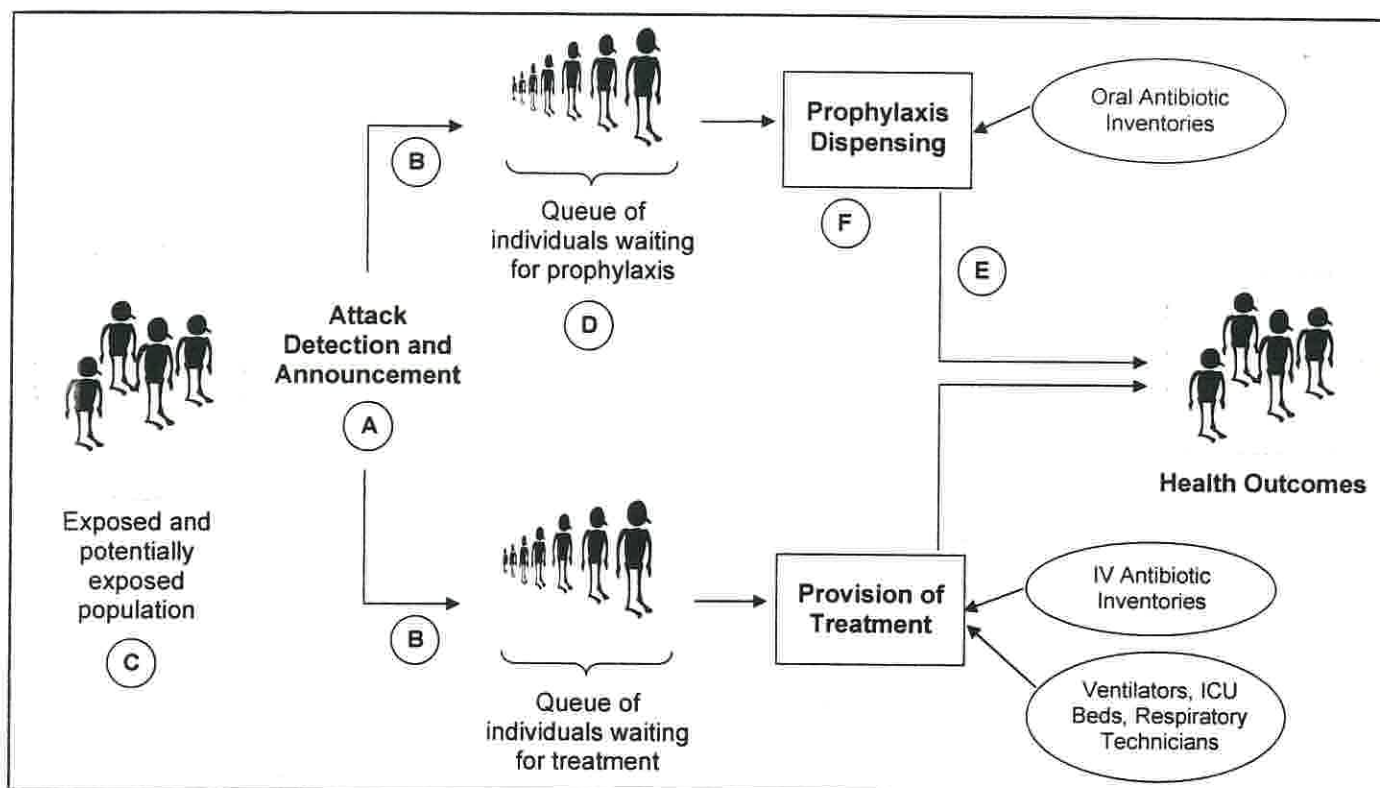 B
Queue of
individuals waiting
for prophylaxis
D
Prophylaxis
Dispensing
F
Oral Antibiotic
Inventories
E
Attack
Detection and
Announcement
A
Exposed and
potentially
exposed
population
C
Health Outcomes
B
Queue of
individuals waiting
for treatment
Provision of
Treatment
IV Antibiotic
Inventories
Ventilators, ICU
Beds, Respiratory
Technicians